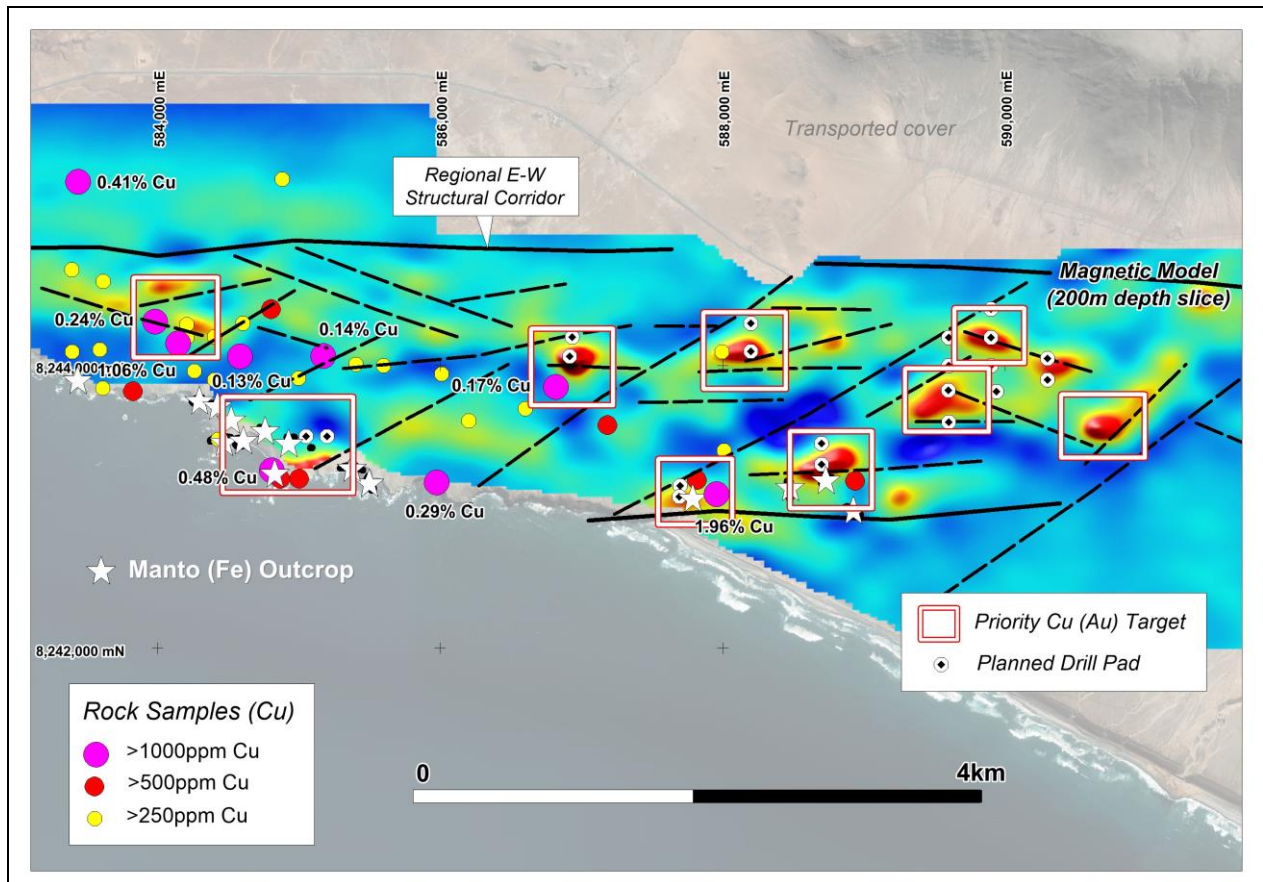 584,000 mE
586,000 mE
588,000 mE
590,000 mE
Transported cover
0.41% Cu
Regional E-W
Structural Corridor
Magnetic Model
(200m depth slice)
0.24% Cu
0.14% Cu
8,244,000
1.06% Cu
0.13% Cu
0.17% Cu
0.48% Cu
0.29% Cu
1.96% Cu
Manto (Fe) Outcrop
8,242,000 mN
Priority Cu (Au) Target
Planned Drill Pad
Rock Samples (Cu)
>1000ppm Cu
>500ppm Cu
>250ppm Cu
0
4km